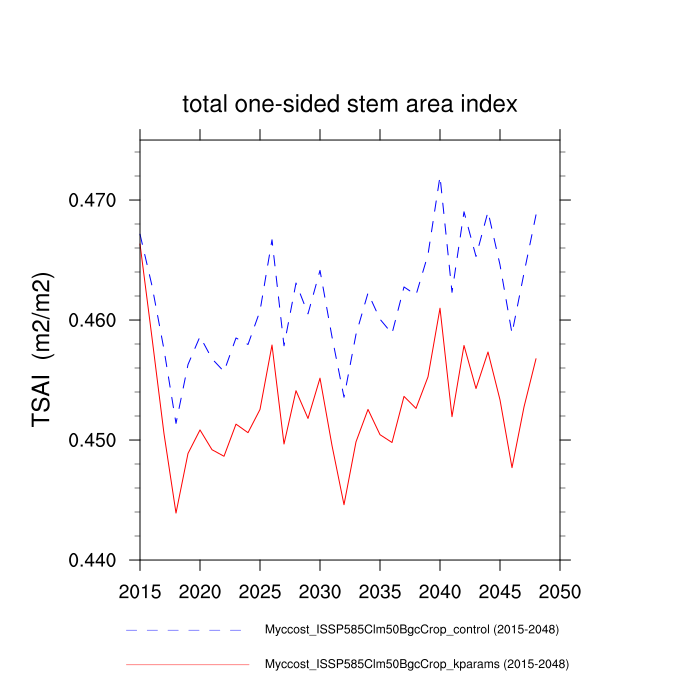 total one-sided stem area index
TSAI (m2/m2)
0.470
0.460
0.450
0.440
2015 2020 2025 2030 2035 2040 2045 2050
Myccost_ISSP585Clm50BgcCrop_control (2015-2048)
Myccost_ISSP585Clm50BgcCrop_kparams (2015-2048)